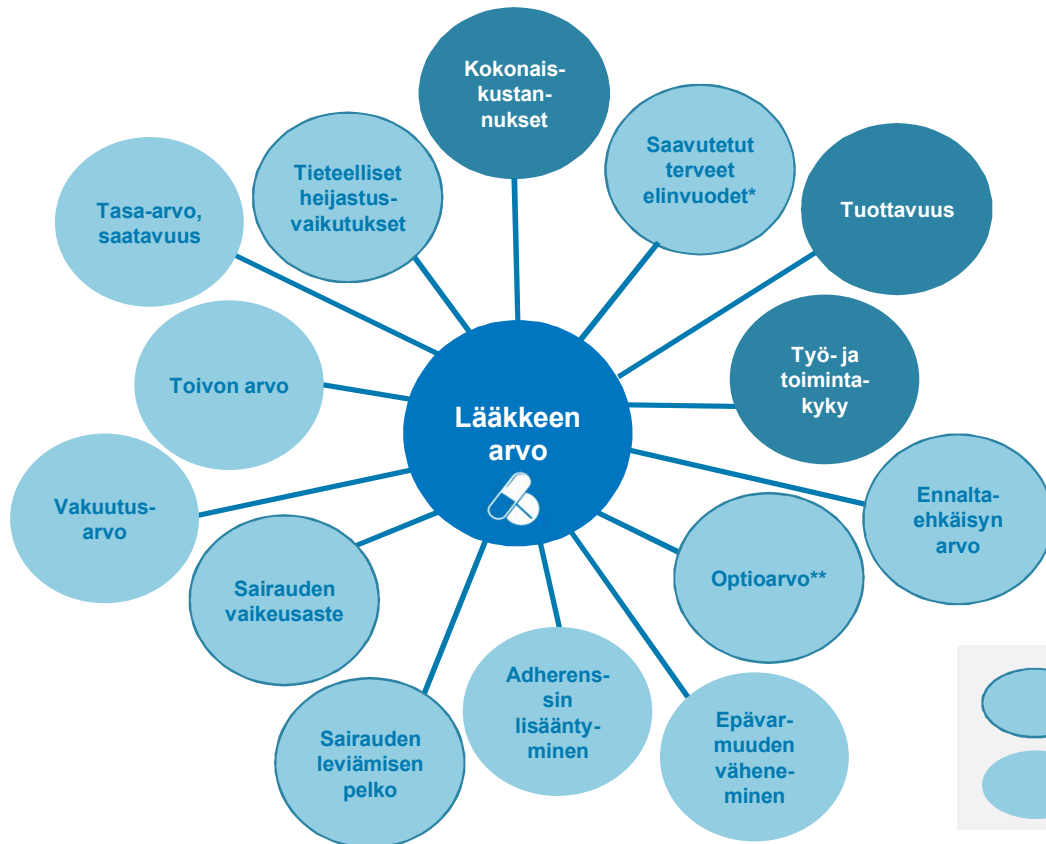 Kokonais-
kustan-
nukset
Saavutetut
terveet
elinvuodet*
Tieteelliset
heijastus-
vaikutukset
Tasa-arvo,
saatavuus
Tuottavuus
Työ- ja
toiminta-
kyky
Toivon arvo
Lääkkeen
arvo
Vakuutus-
arvo
Ennalta-
ehkäisyn
arvo
Optioarvo**
Sairauden
vaikeusaste
Adherens-
sin
lisäänty-
minen
Epävar-
muuden
vähene-
minen
Sairauden
leviämisen
pelko